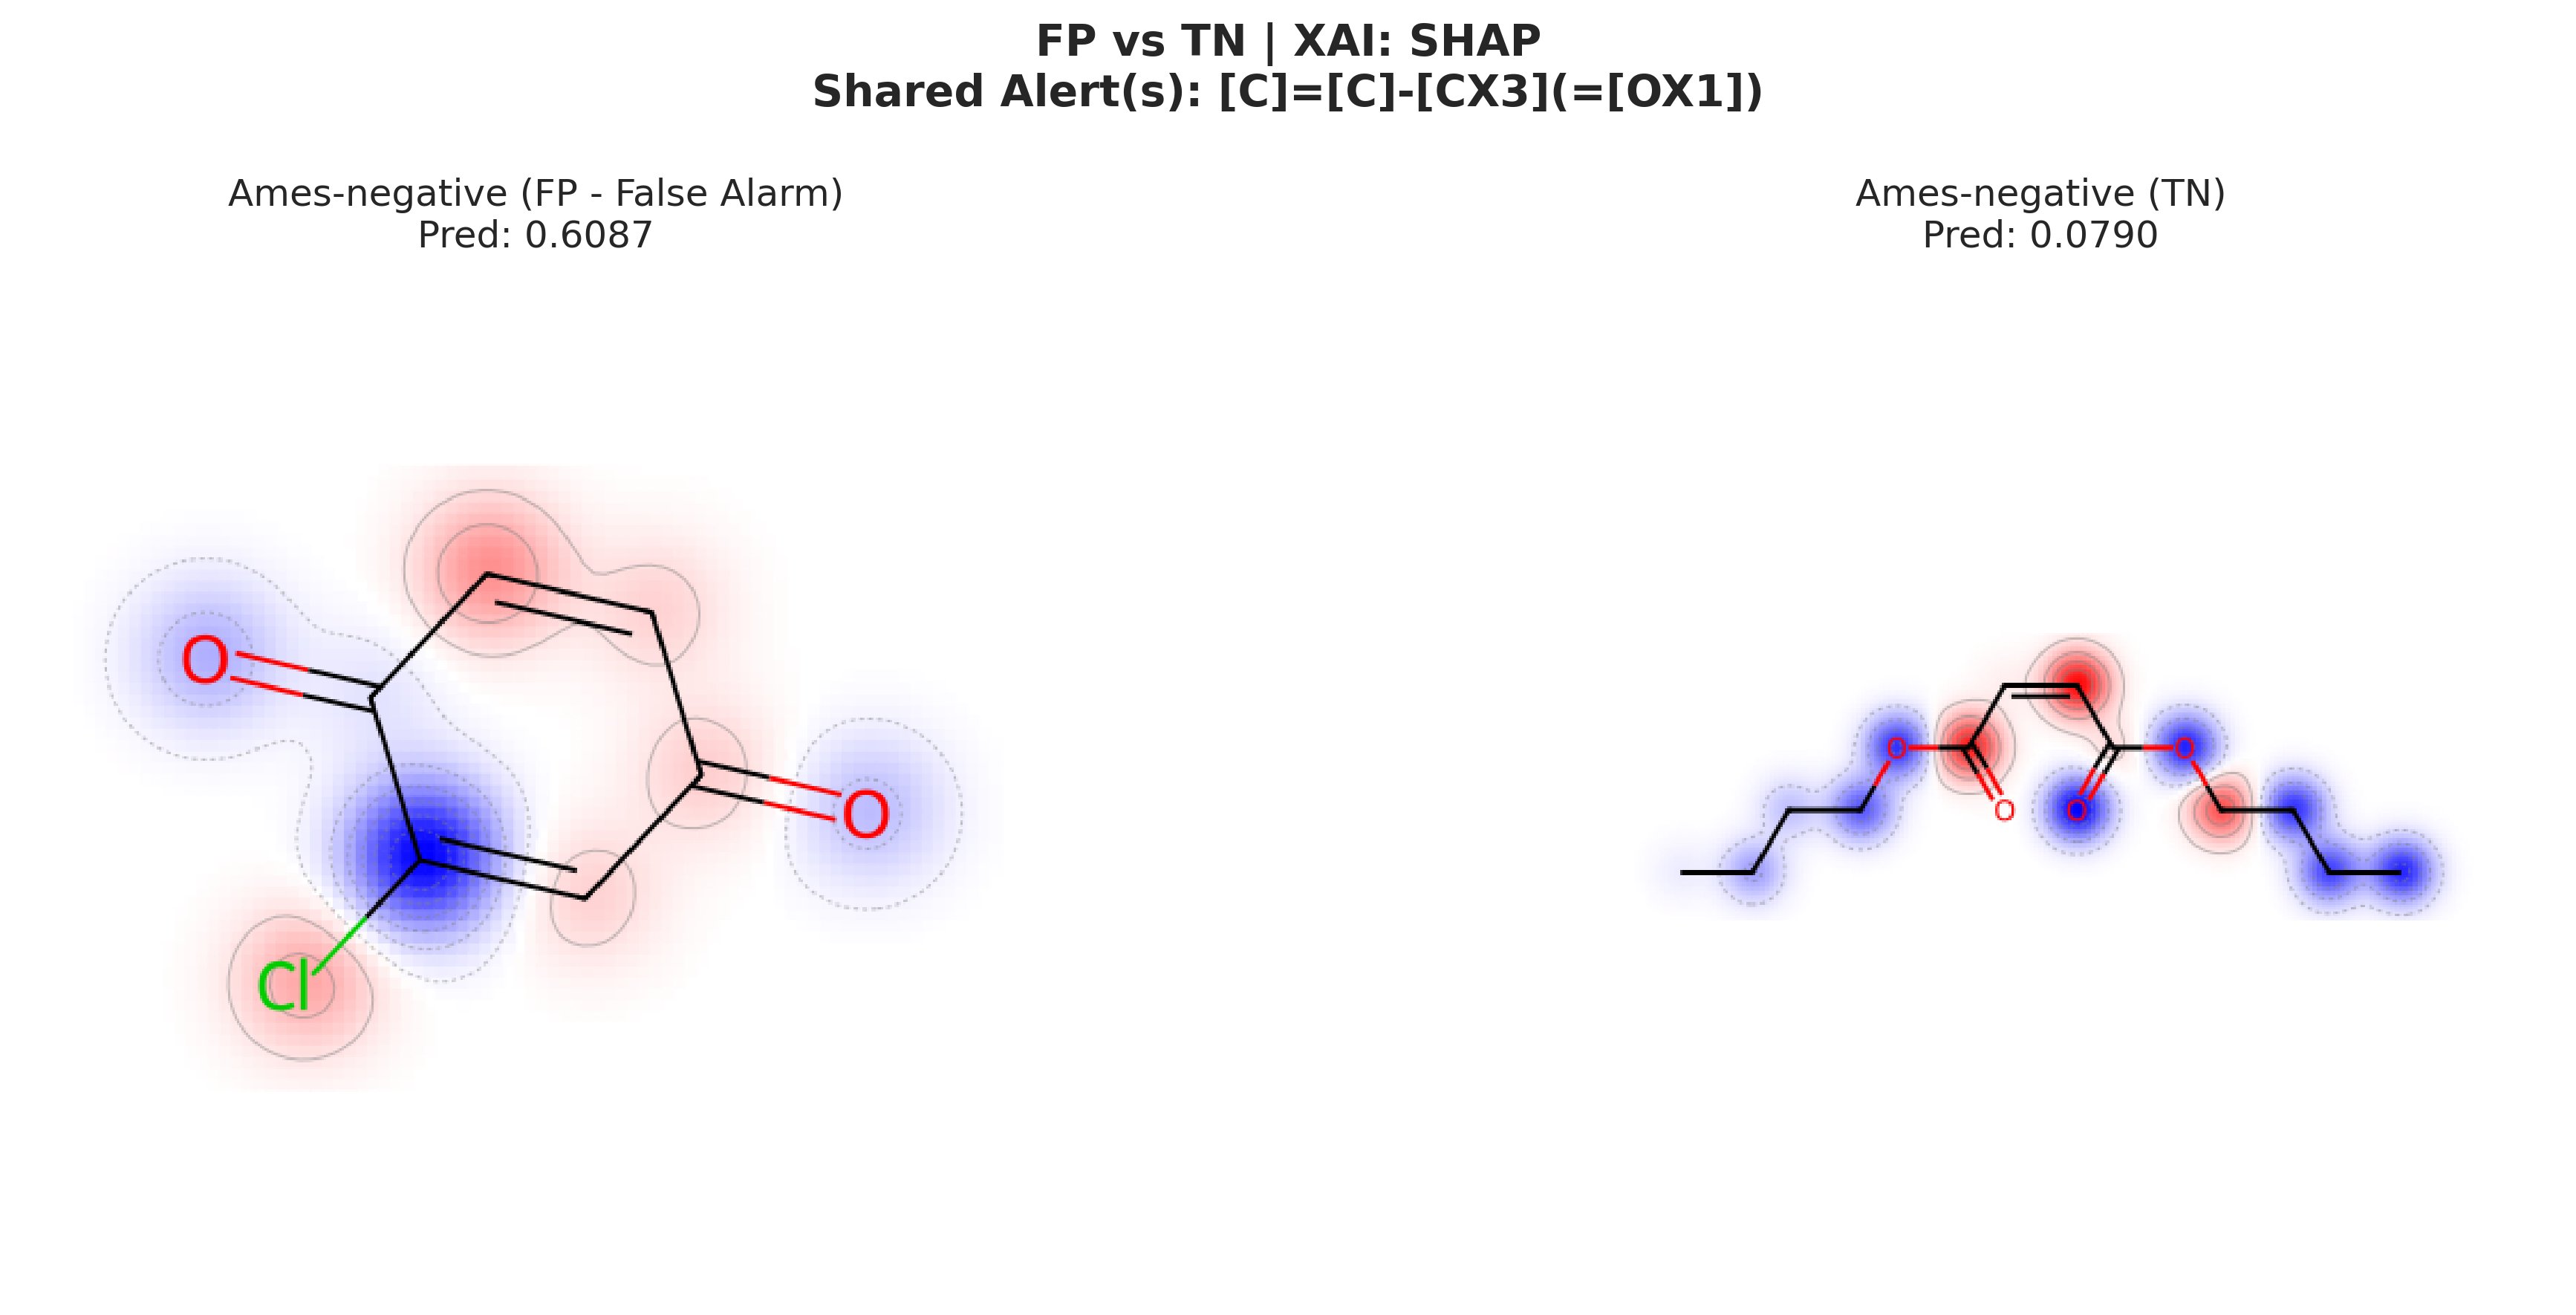 FP vs TN | XAI: SHAP
Shared Alert(s): [C]=[C]-[CX3](=[OX1])
Ames-negative (FP - False Alarm)
Pred: 0.6087
Ames-negative (TN)
Pred: 0.0790
O
O
Cl
O
O
O
O